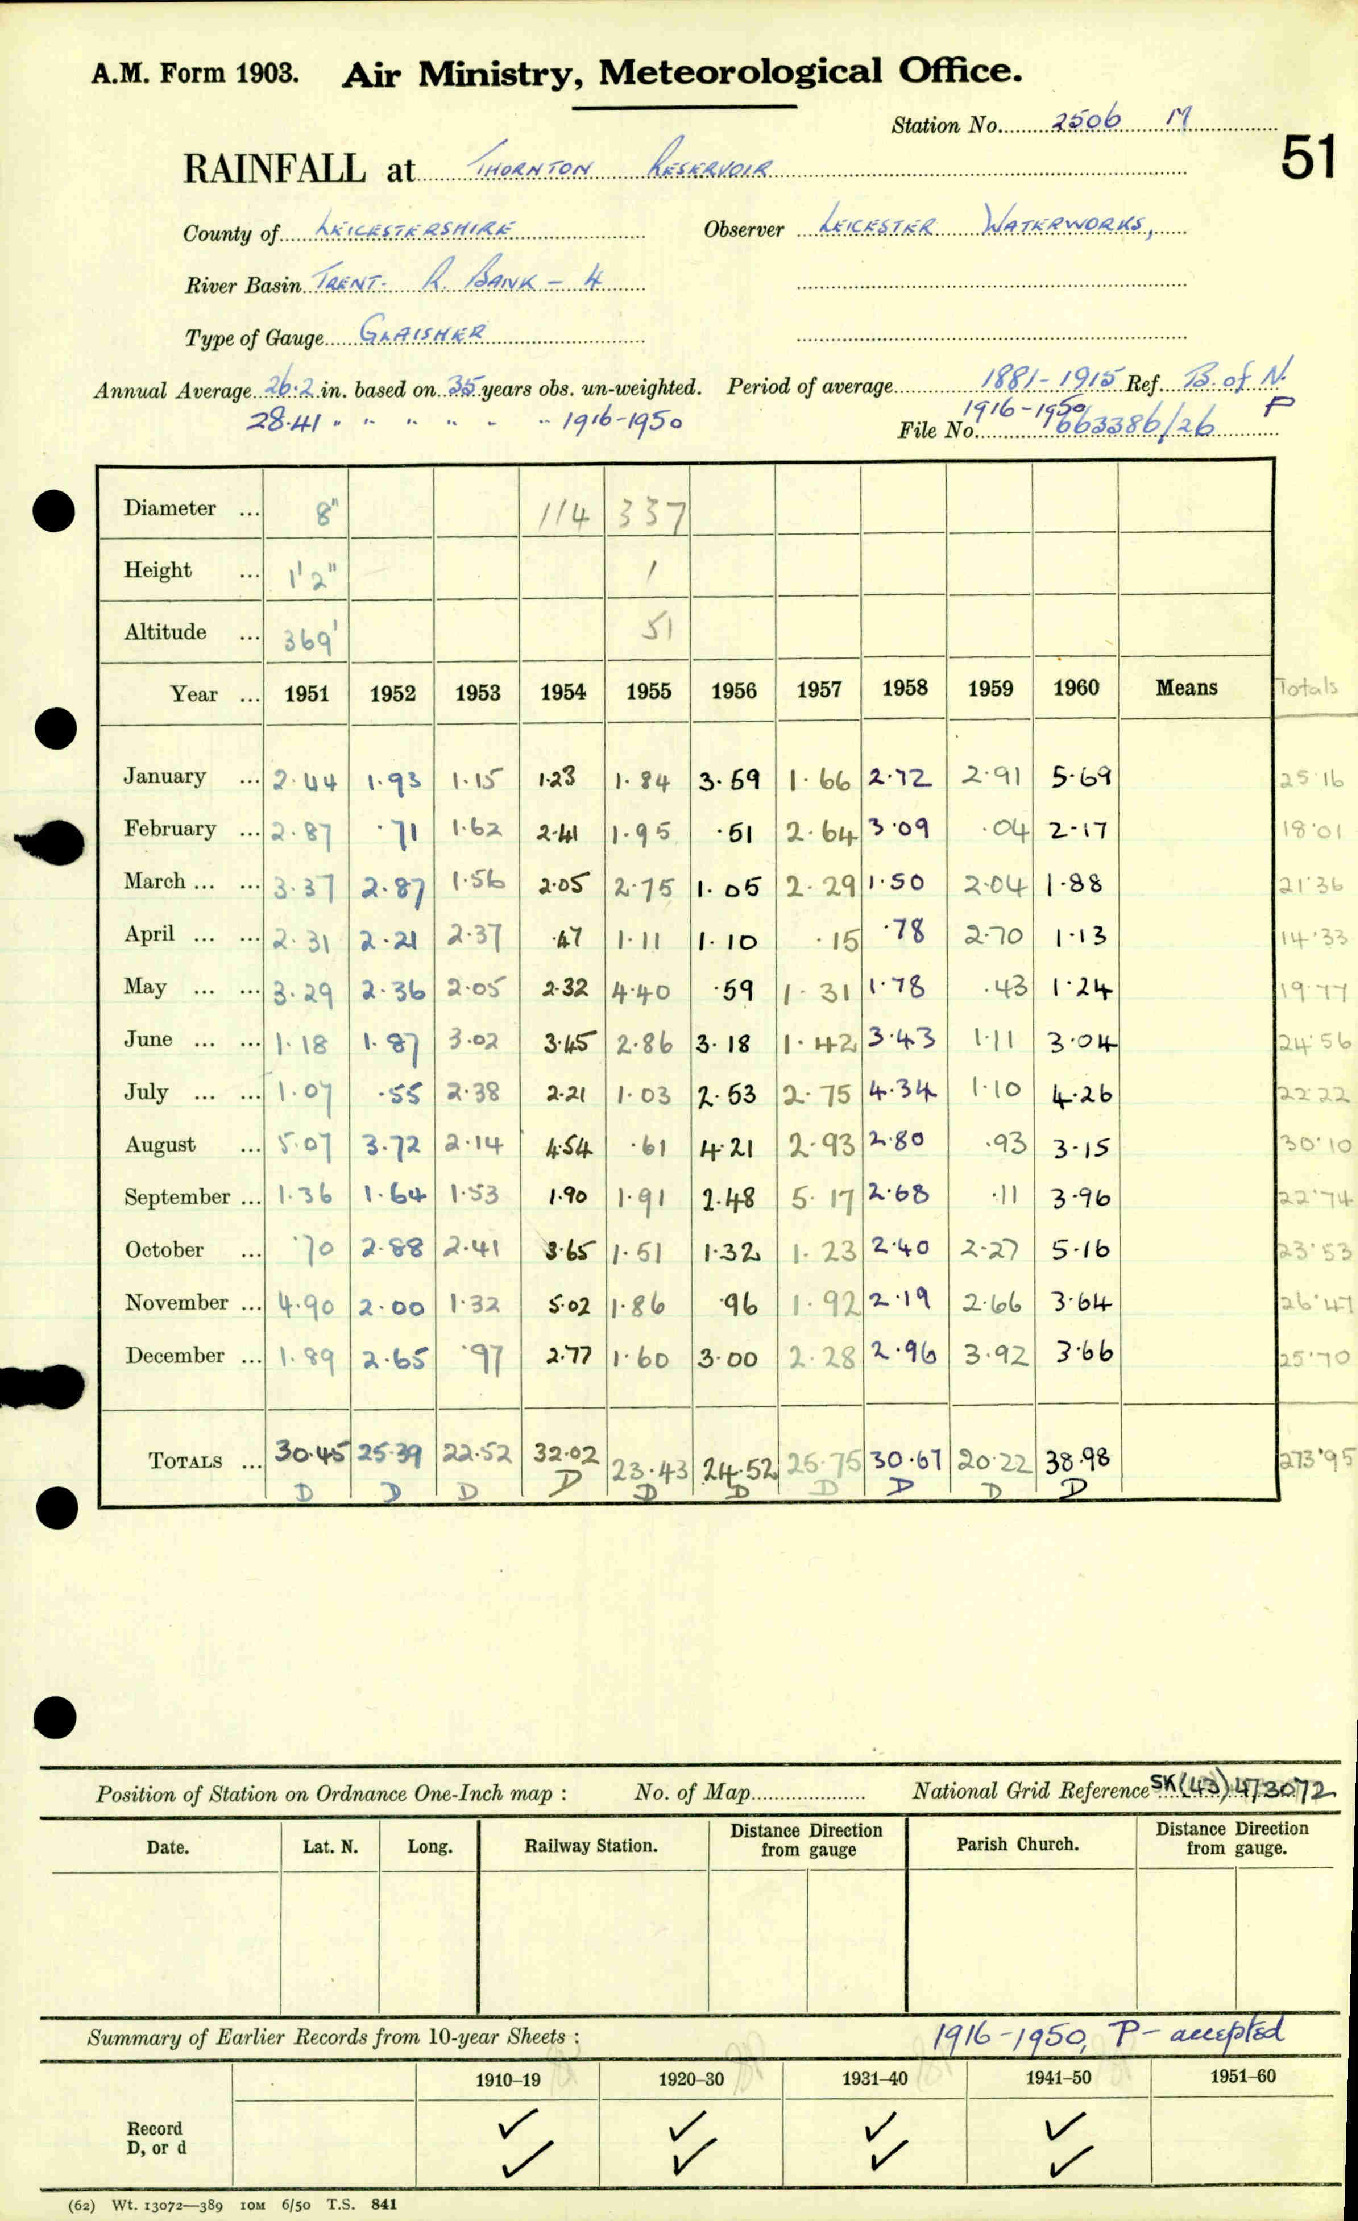 A.M. Form 1903. Air Ministry, Meteorological Office.
Station No. 2506 M
51
RAINFALL at THORNTON RESERVOIR
County of LEICESTERSHIRE Observer LEICESTER WATERWORKS,
River Basin TRENT- R. BANK - 4
Type of Gauge GLAISHER
Annual Average 26.2 in. based on 35 years obs. un-weighted. Period of average 1881-1915 Ref. B. of N.
28.41 " " " " " " 1916-1950 1916-1950 P
File No. 663386/26
Diameter ... 8" 114 337
Height ... 1'2" 1
Altitude ... 369' 51
Year ... 1951 1952 1953 1954 1955 1956 1957 1958 1959 1960 Means Totals
January ... 2.44 1.93 1.15 1.23 1.84 3.59 1.66 2.72 2.91 5.69 25.16
February ... 2.87 .71 1.62 2.41 1.95 .51 2.64 3.09 .04 2.17 18.01
March ... ... 3.37 2.87 1.56 2.05 2.75 1.05 2.29 1.50 2.04 1.88 21.36
April ... ... 2.31 2.21 2.37 .47 1.11 1.10 .15 .78 2.70 1.13 14.33
May ... ... 3.29 2.36 2.05 2.32 4.40 .59 1.31 1.78 .43 1.24 19.77
June ... ... 1.18 1.87 3.02 3.45 2.86 3.18 1.42 3.43 1.11 3.04 24.56
July ... ... 1.07 .55 2.38 2.21 1.03 2.53 2.75 4.34 1.10 4.26 22.22
August ... 5.07 3.72 2.14 4.54 .61 4.21 2.93 2.80 .93 3.15 30.10
September ... 1.36 1.64 1.53 1.90 1.91 2.48 5.17 2.68 .11 3.96 22.74
October ... .70 2.88 2.41 3.65 1.51 1.32 1.23 2.40 2.27 5.16 23.53
November ... 4.90 2.00 1.32 5.02 1.86 .96 1.92 2.19 2.66 3.64 26.47
December ... 1.89 2.65 .97 2.77 1.60 3.00 2.28 2.96 3.92 3.66 25.70
TOTALS ... 30.45 25.39 22.52 32.02 23.43 24.52 25.75 30.67 20.22 38.98 273.95
D D D D D D D D D D
Position of Station on Ordnance One-Inch map : No. of Map National Grid Reference SK(43)473072
Date. Lat. N. Long. Railway Station. Distance Direction from gauge Parish Church. Distance Direction from gauge.
Summary of Earlier Records from 10-year Sheets : 1916-1950, P- accepted
1910–19 1920–30 1931–40 1941–50 1951–60
Record ✓ ✓ ✓ ✓
D, or d ✓ ✓ ✓ ✓
(62) Wt. 13072—389 10M 6/50 T.S. 841